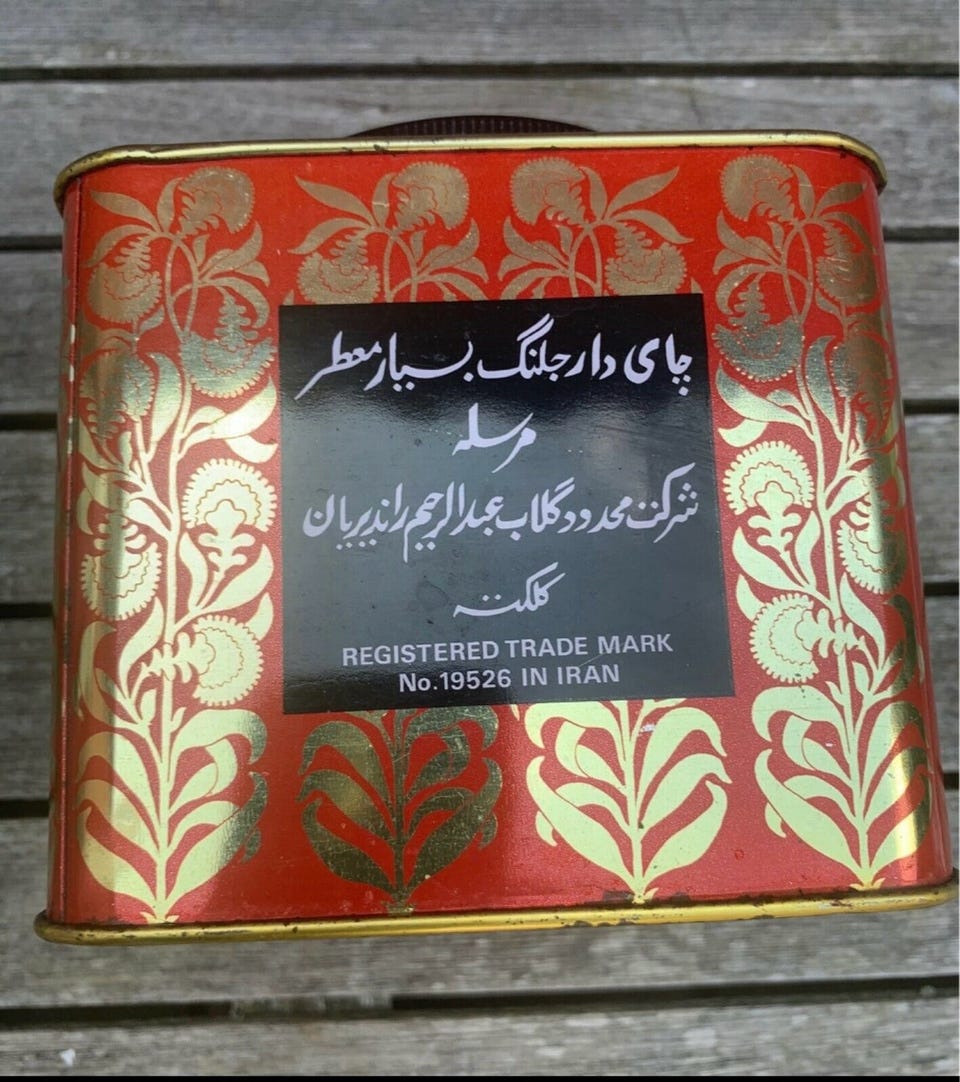 چای دارجلنگ بسیار معطر
مرسله
شرکت محدود گلاب عبدالرحیم راندیریان
کلکته
REGISTERED TRADE MARK
No.19526 IN IRAN